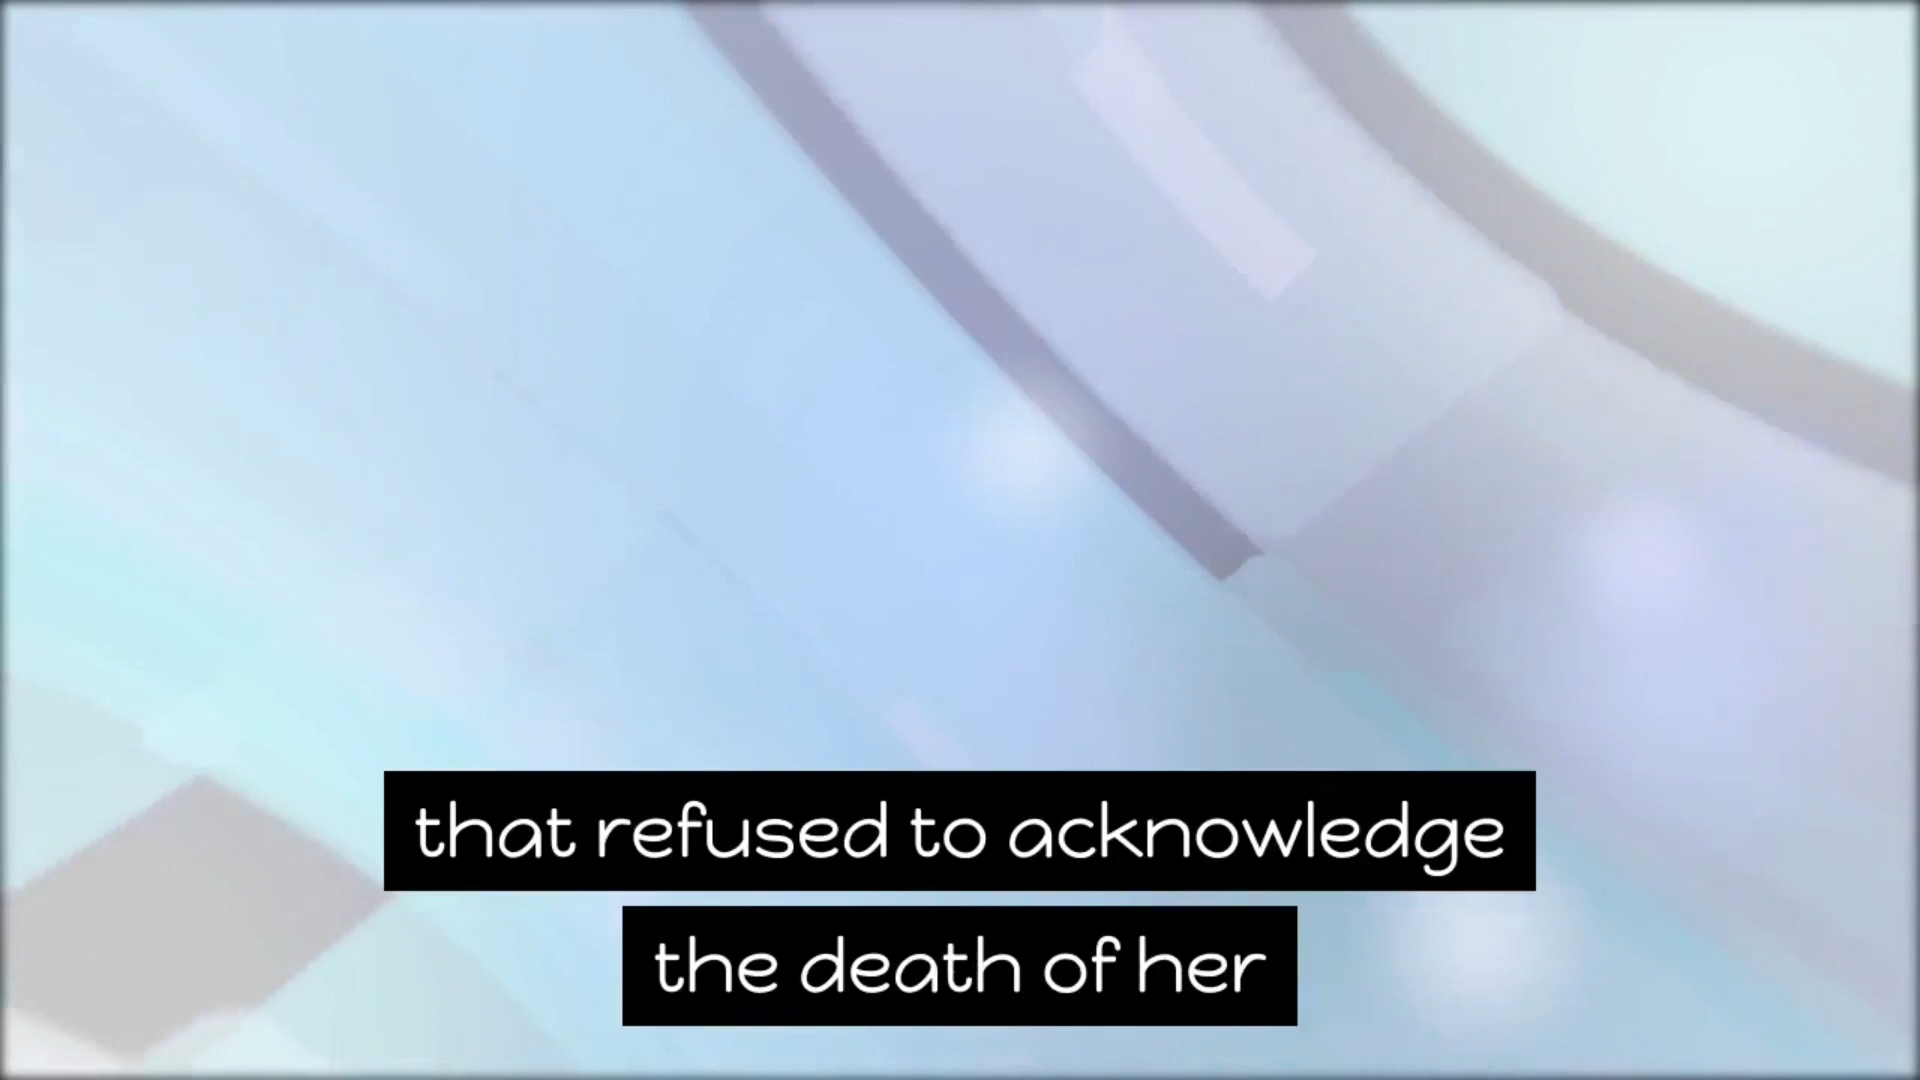 that refused to acknowledge
the death of her